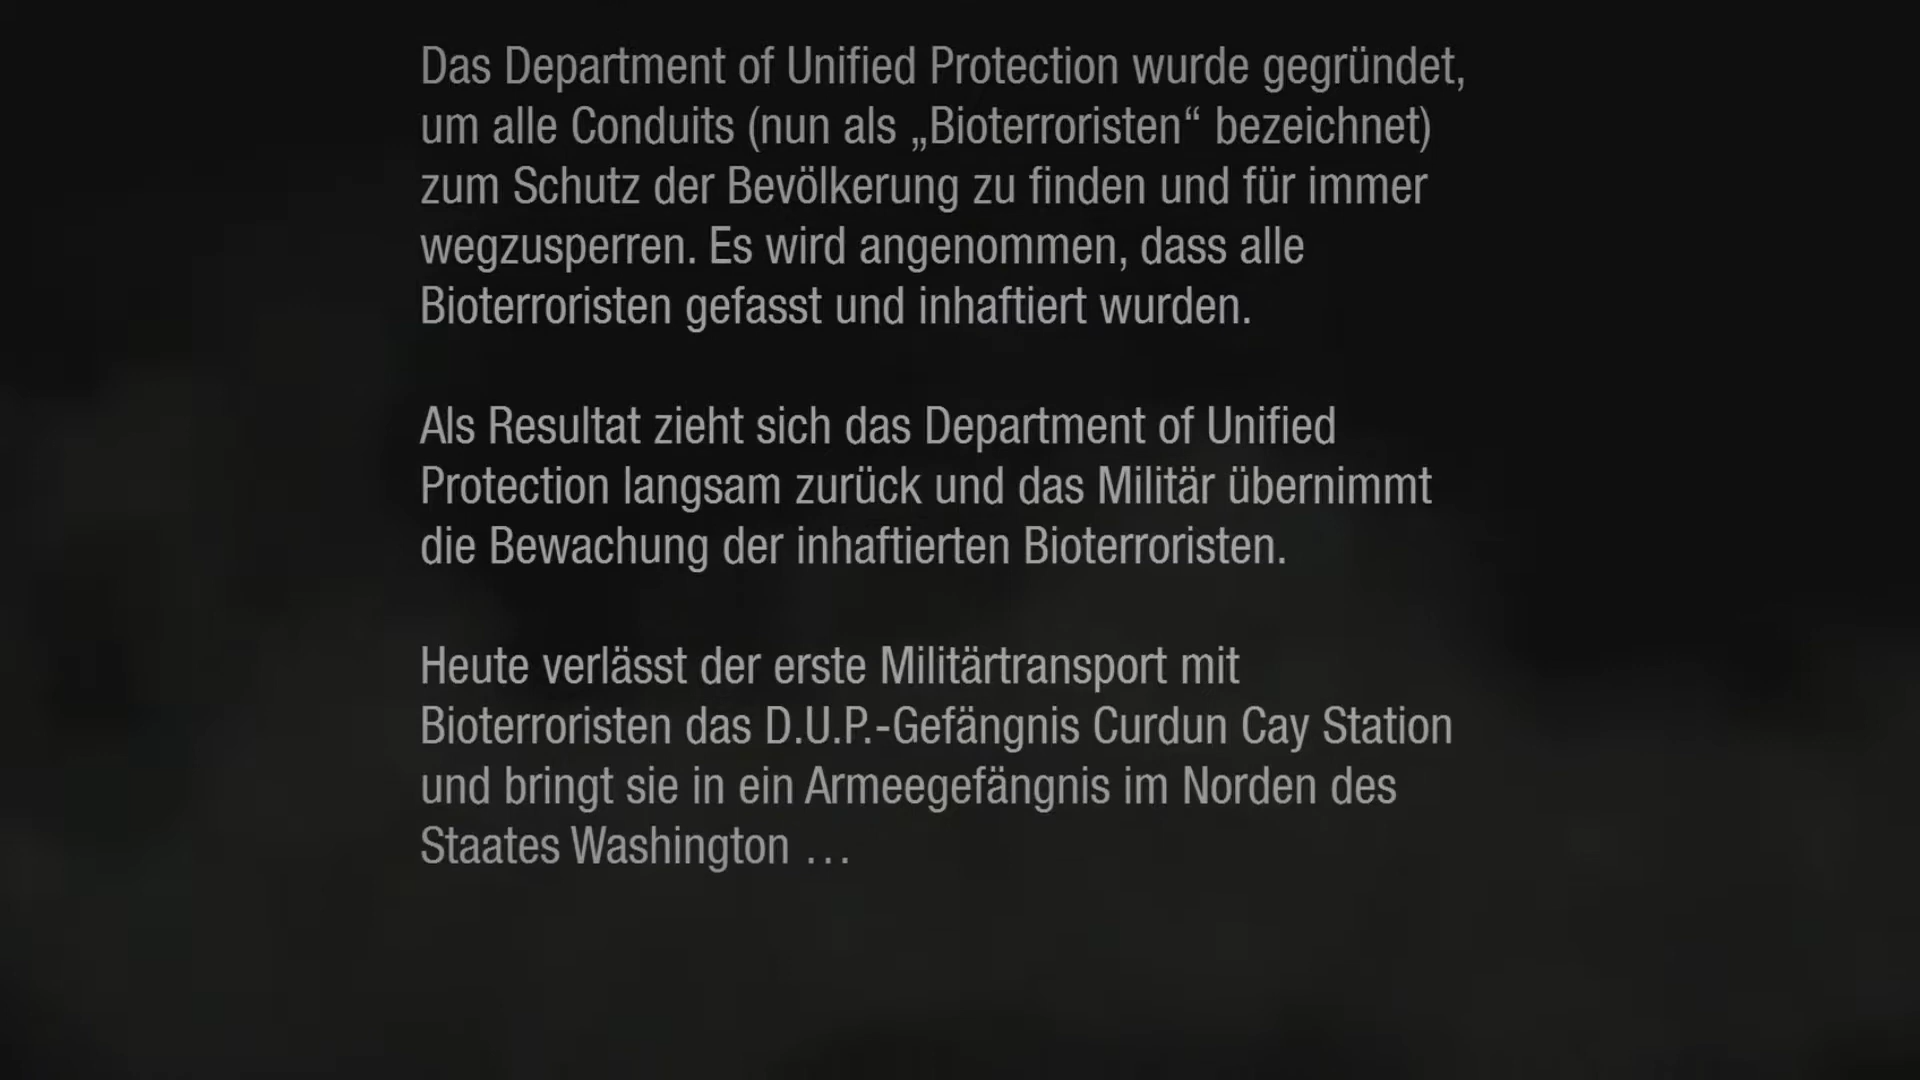 Das Department of Unified Protection wurde gegründet,
um alle Conduits (nun als „Bioterroristen“ bezeichnet)
zum Schutz der Bevölkerung zu finden und für immer
wegzusperren. Es wird angenommen, dass alle
Bioterroristen gefasst und inhaftiert wurden.
Als Resultat zieht sich das Department of Unified
Protection langsam zurück und das Militär übernimmt
die Bewachung der inhaftierten Bioterroristen.
Heute verlässt der erste Militärtransport mit
Bioterroristen das D.U.P.-Gefängnis Curdun Cay Station
und bringt sie in ein Armeegefängnis im Norden des
Staates Washington …